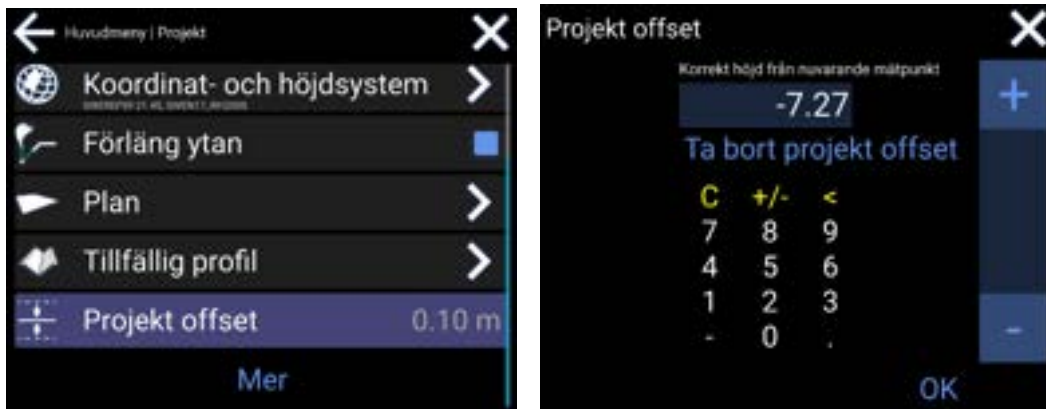 Huvudmeny | Projekt
Koordinat- och höjdsystem
Förläng ytan
Plan
Tillfällig profil
Projekt offset 0.10 m
Mer
Projekt offset
Korrekt höjd från nuvarande mätpunkt
-7.27
Ta bort projekt offset
C +/- <
7 8 9
4 5 6
1 2 3
- 0 .
+
-
OK